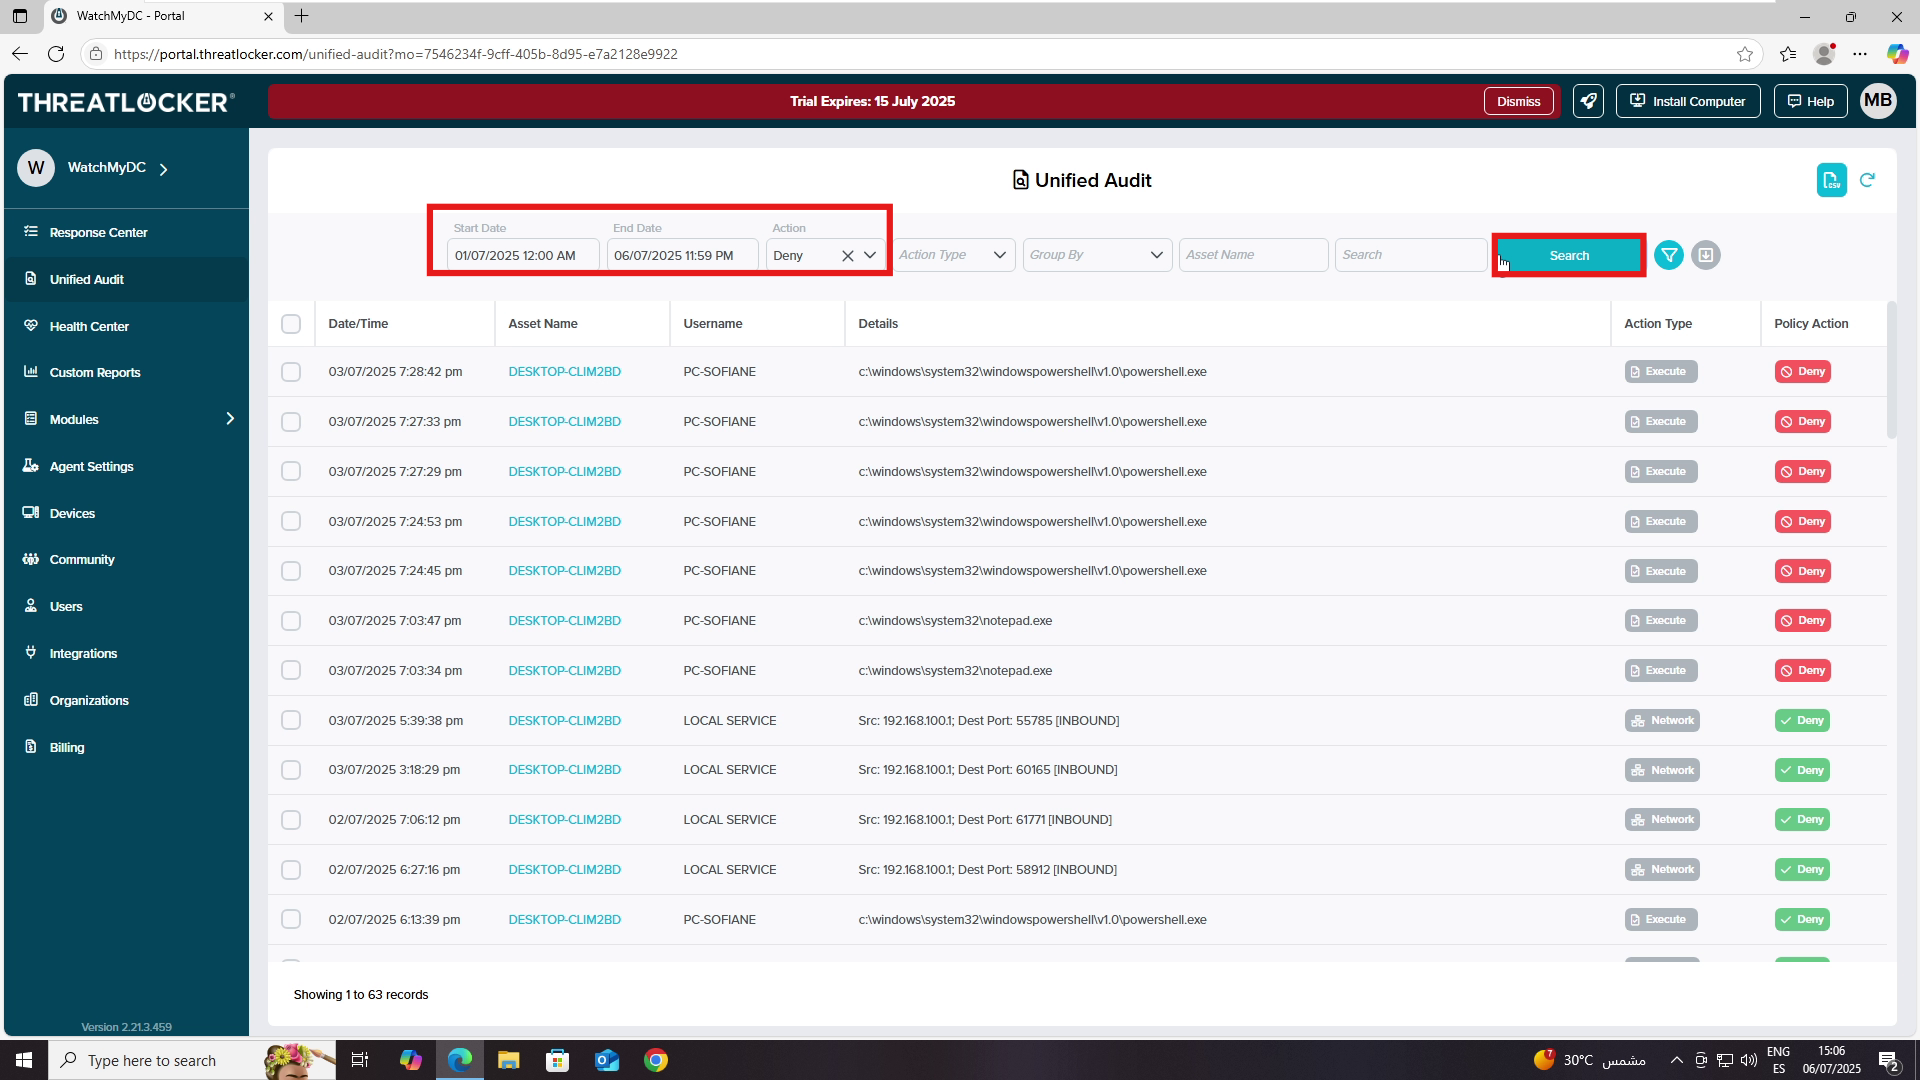 WatchMyDC - Portal
https://portal.threatlocker.com/unified-audit?mo=7546234f-9cff-405b-8d95-e7a2128e9922
THREATLOCKER®
Trial Expires: 15 July 2025
Dismiss
Install Computer
Help
MB
W
WatchMyDC
Response Center
Unified Audit
Health Center
Custom Reports
Modules
Agent Settings
Devices
Community
Users
Integrations
Organizations
Billing
Version 2.21.3.459
Unified Audit
CSV
Start Date End Date Action
01/07/2025 12:00 AM 06/07/2025 11:59 PM Deny Action Type Group By Asset Name Search Search
Date/Time Asset Name Username Details Action Type Policy Action
03/07/2025 7:28:42 pm DESKTOP-CLIM2BD PC-SOFIANE c:\windows\system32\windowspowershell\v1.0\powershell.exe Execute Deny
03/07/2025 7:27:33 pm DESKTOP-CLIM2BD PC-SOFIANE c:\windows\system32\windowspowershell\v1.0\powershell.exe Execute Deny
03/07/2025 7:27:29 pm DESKTOP-CLIM2BD PC-SOFIANE c:\windows\system32\windowspowershell\v1.0\powershell.exe Execute Deny
03/07/2025 7:24:53 pm DESKTOP-CLIM2BD PC-SOFIANE c:\windows\system32\windowspowershell\v1.0\powershell.exe Execute Deny
03/07/2025 7:24:45 pm DESKTOP-CLIM2BD PC-SOFIANE c:\windows\system32\windowspowershell\v1.0\powershell.exe Execute Deny
03/07/2025 7:03:47 pm DESKTOP-CLIM2BD PC-SOFIANE c:\windows\system32\notepad.exe Execute Deny
03/07/2025 7:03:34 pm DESKTOP-CLIM2BD PC-SOFIANE c:\windows\system32\notepad.exe Execute Deny
03/07/2025 5:39:38 pm DESKTOP-CLIM2BD LOCAL SERVICE Src: 192.168.100.1; Dest Port: 55785 [INBOUND] Network Deny
03/07/2025 3:18:29 pm DESKTOP-CLIM2BD LOCAL SERVICE Src: 192.168.100.1; Dest Port: 60165 [INBOUND] Network Deny
02/07/2025 7:06:12 pm DESKTOP-CLIM2BD LOCAL SERVICE Src: 192.168.100.1; Dest Port: 61771 [INBOUND] Network Deny
02/07/2025 6:27:16 pm DESKTOP-CLIM2BD LOCAL SERVICE Src: 192.168.100.1; Dest Port: 58912 [INBOUND] Network Deny
02/07/2025 6:13:39 pm DESKTOP-CLIM2BD PC-SOFIANE c:\windows\system32\windowspowershell\v1.0\powershell.exe Execute Deny
Showing 1 to 63 records
Type here to search
7 30°C مشمس
ENG
ES
15:06
06/07/2025
2